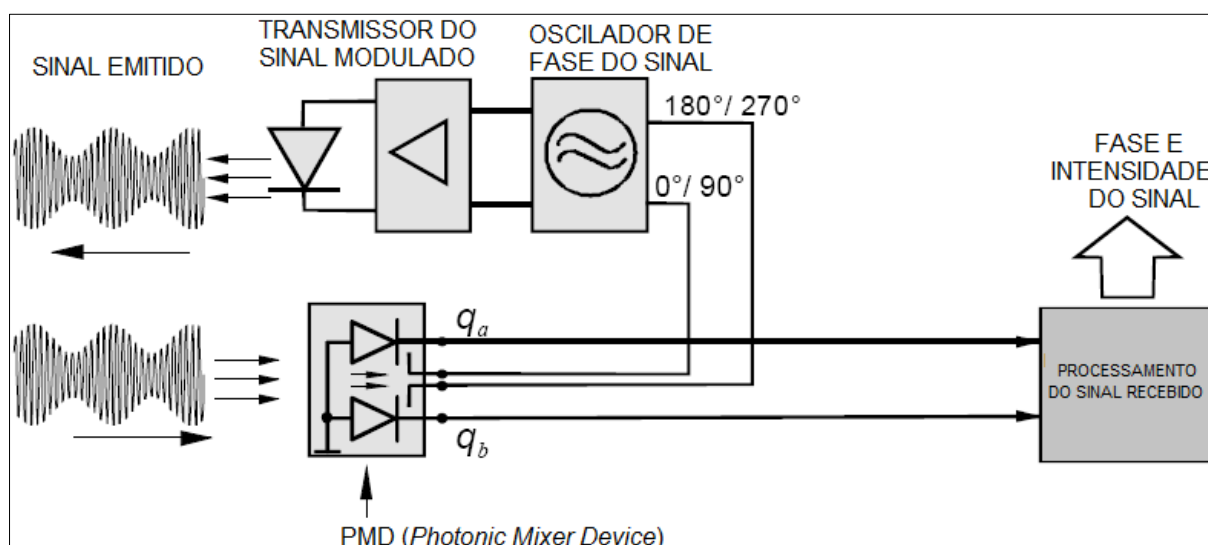 SINAL EMITIDO
TRANSMISSOR DO
SINAL MODULADO
OSCILADOR DE
FASE DO SINAL
180°/ 270°
0°/ 90°
FASE E
INTENSIDADE
DO SINAL
qa
qb
PROCESSAMENTO
DO SINAL RECEBIDO
PMD (Photonic Mixer Device)